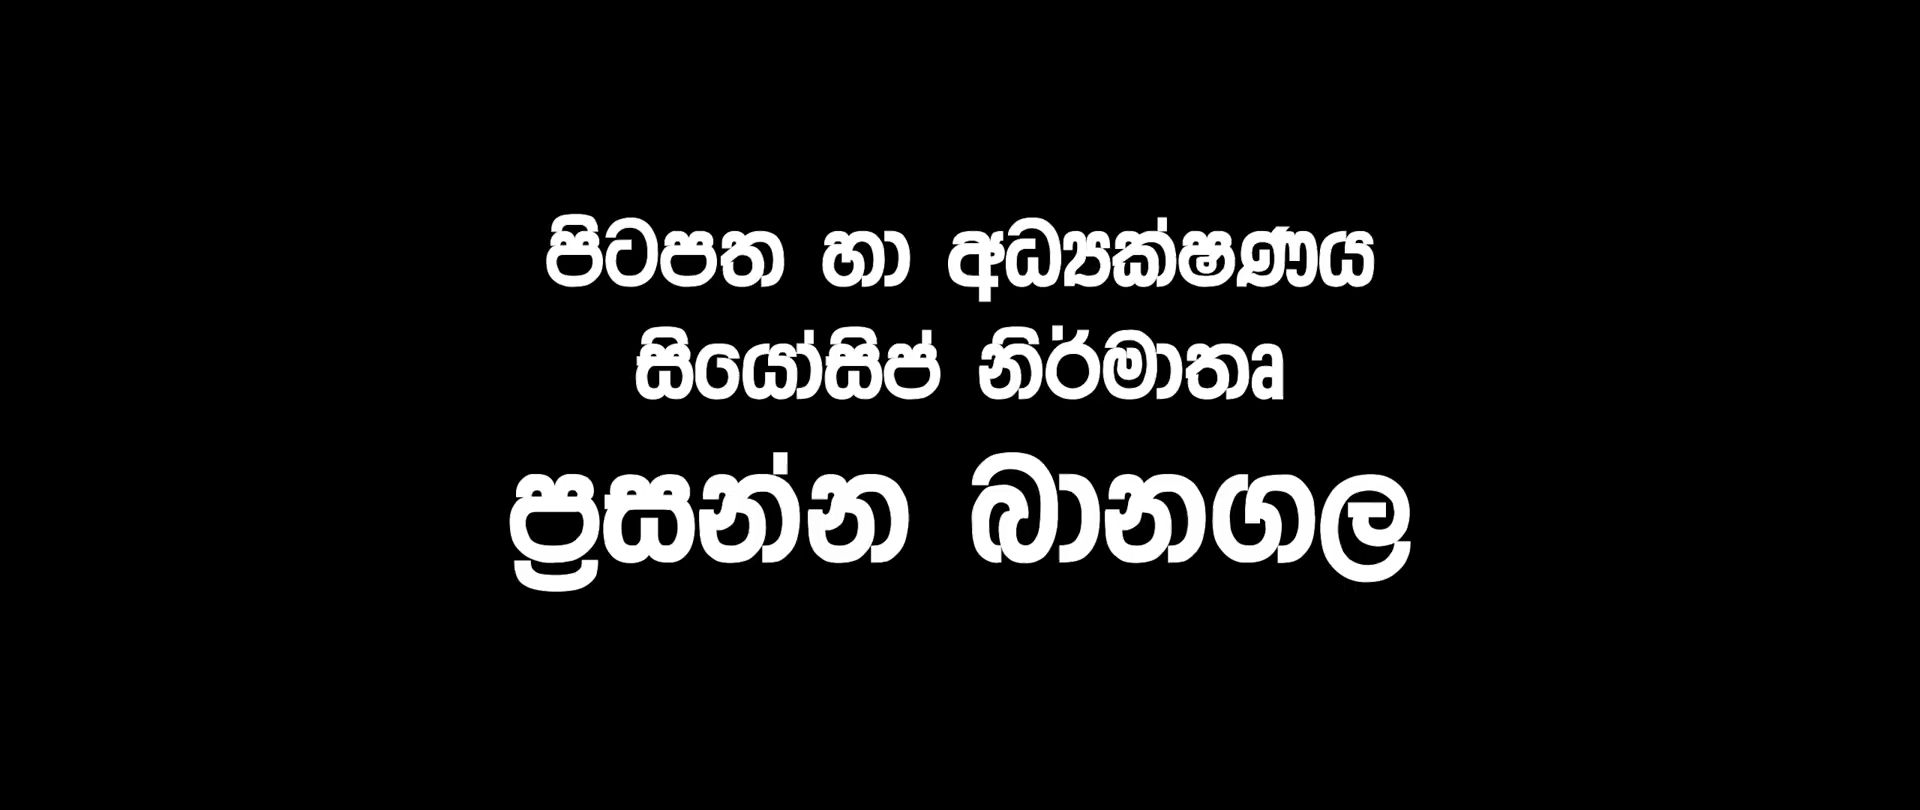 පිටපත හා අධ්‍යක්ෂණය
සියෝසිප් නිර්මාතෘ
ප්‍රසන්න බානගල